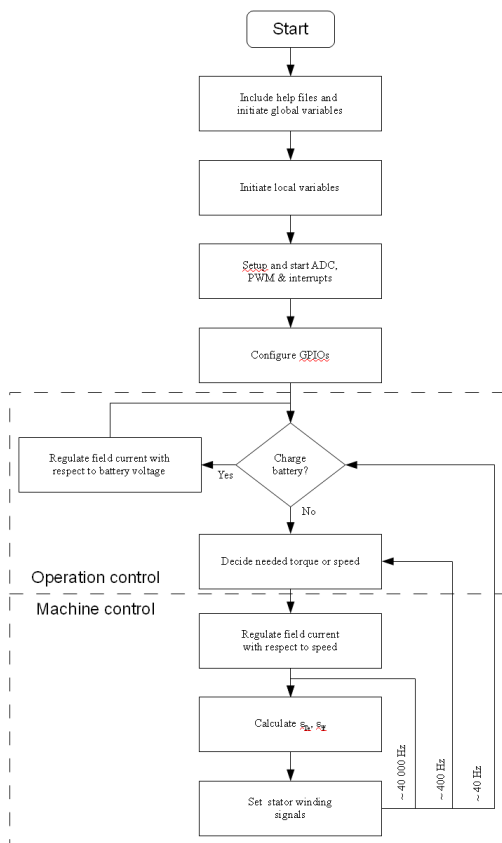 Start
Include help files and
initiate global variables
Initiate local variables
Setup and start ADC,
PWM & interrupts
Configure GPIOs
Charge
battery?
Yes
Regulate field current with
respect to battery voltage
No
Decide needed torque or speed
Operation control
Machine control
Regulate field current
with respect to speed
Calculate
Set stator winding
signals
~ 40 000 Hz
~ 400 Hz
~ 40 Hz